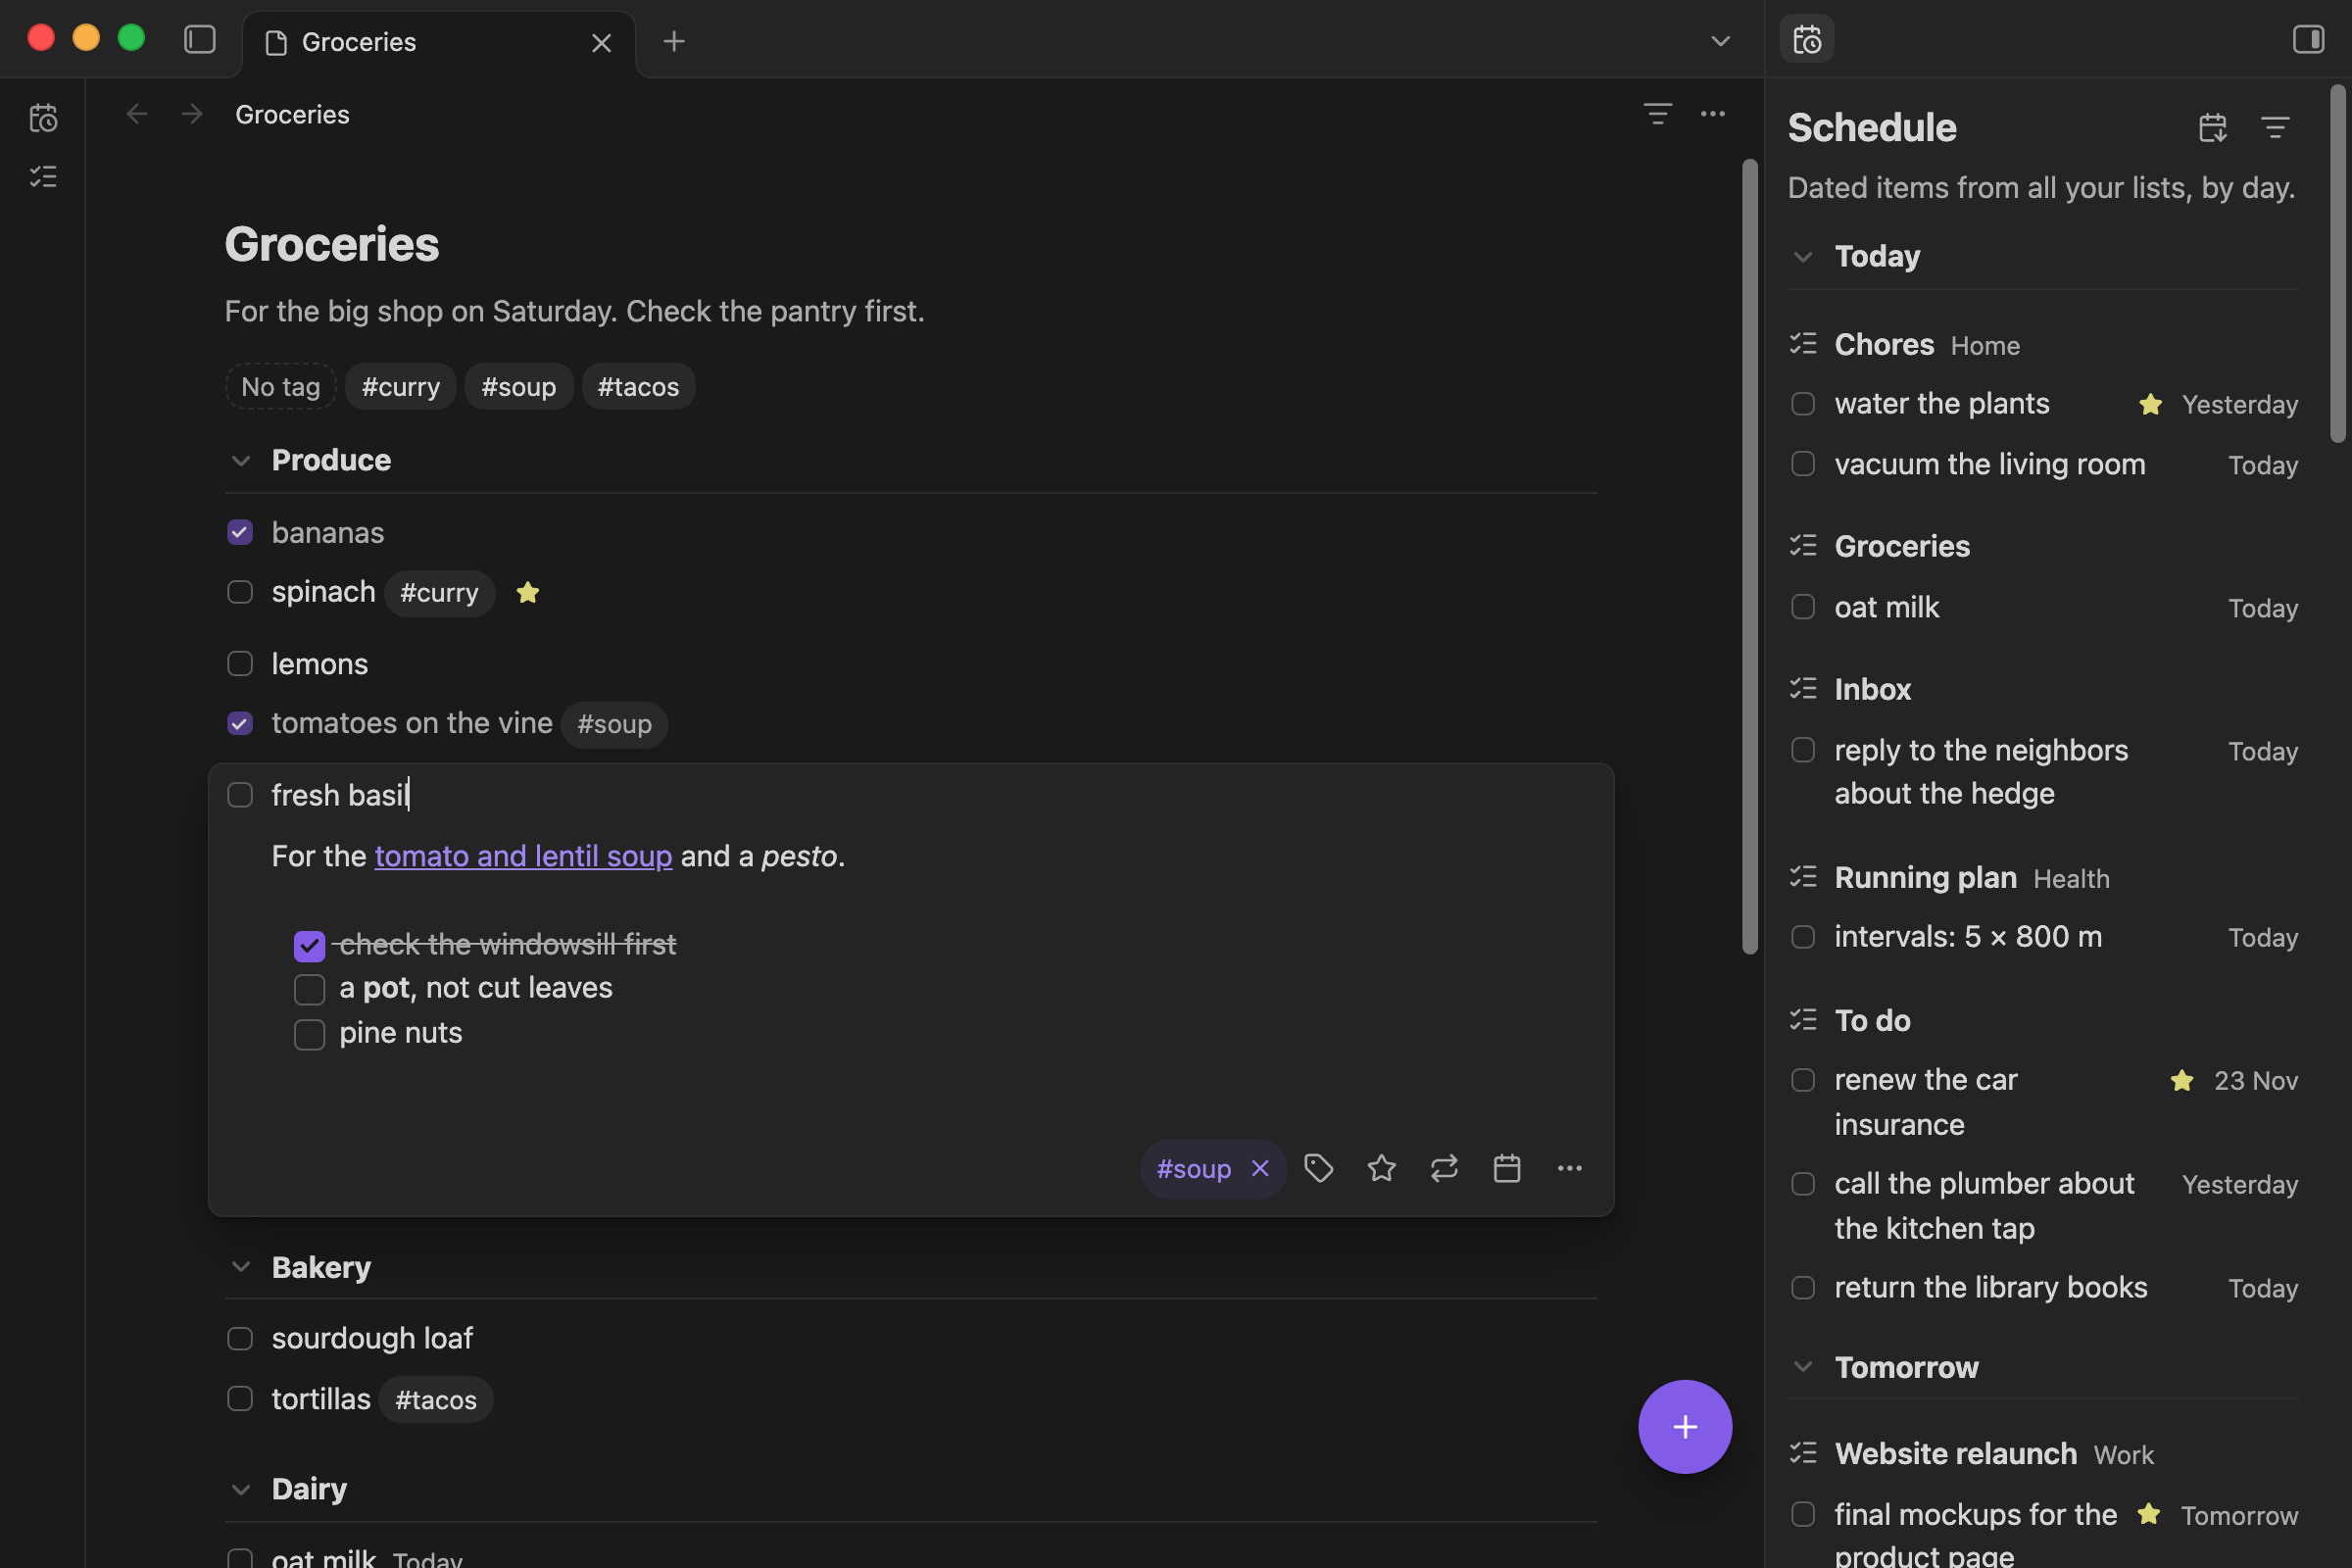 Groceries
Groceries
Groceries
For the big shop on Saturday. Check the pantry first.
No tag #curry #soup #tacos
Produce
bananas
spinach #curry
lemons
tomatoes on the vine #soup
fresh basil
For the tomato and lentil soup and a pesto.
check the windowsill first
a pot, not cut leaves
pine nuts
#soup
Bakery
sourdough loaf
tortillas #tacos
Dairy
oat milk Today
Schedule
Dated items from all your lists, by day.
Today
Chores Home
water the plants Yesterday
vacuum the living room Today
Groceries
oat milk Today
Inbox
reply to the neighbors Today
about the hedge
Running plan Health
intervals: 5 × 800 m Today
To do
renew the car 23 Nov
insurance
call the plumber about Yesterday
the kitchen tap
return the library books Today
Tomorrow
Website relaunch Work
final mockups for the Tomorrow
product page